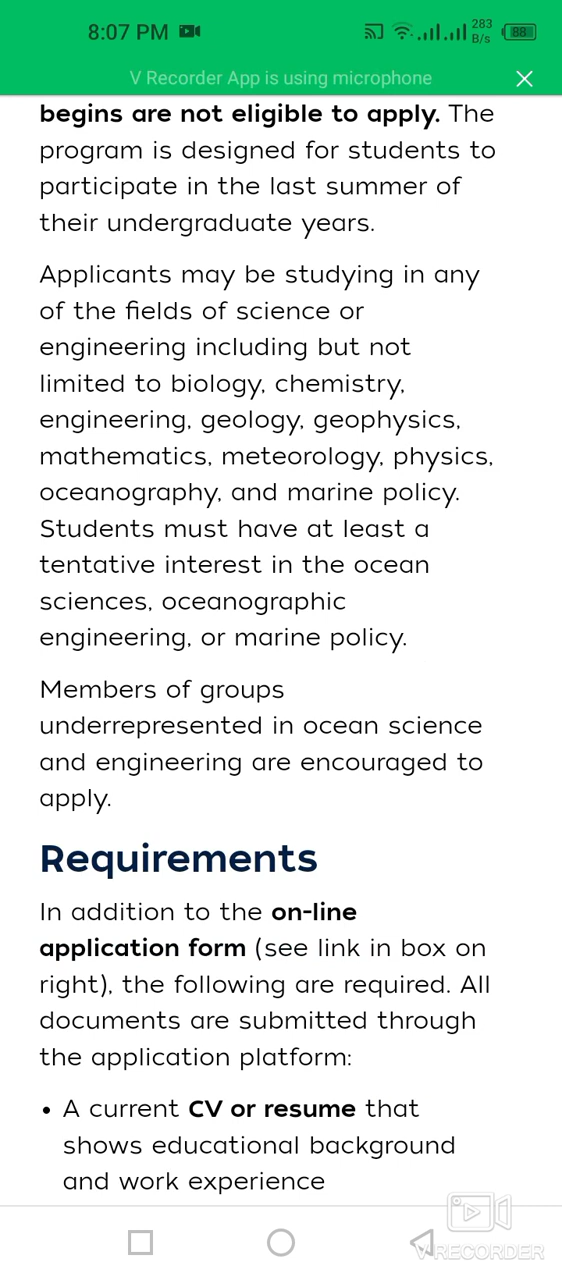 8:07 PM
283
B/s
88
V Recorder App is using microphone
begins are not eligible to apply. The
program is designed for students to
participate in the last summer of
their undergraduate years.
Applicants may be studying in any
of the fields of science or
engineering including but not
limited to biology, chemistry,
engineering, geology, geophysics,
mathematics, meteorology, physics,
oceanography, and marine policy.
Students must have at least a
tentative interest in the ocean
sciences, oceanographic
engineering, or marine policy.
Members of groups
underrepresented in ocean science
and engineering are encouraged to
apply.
Requirements
In addition to the on-line
application form (see link in box on
right), the following are required. All
documents are submitted through
the application platform:
• A current CV or resume that
shows educational background
and work experience
V RECORDER